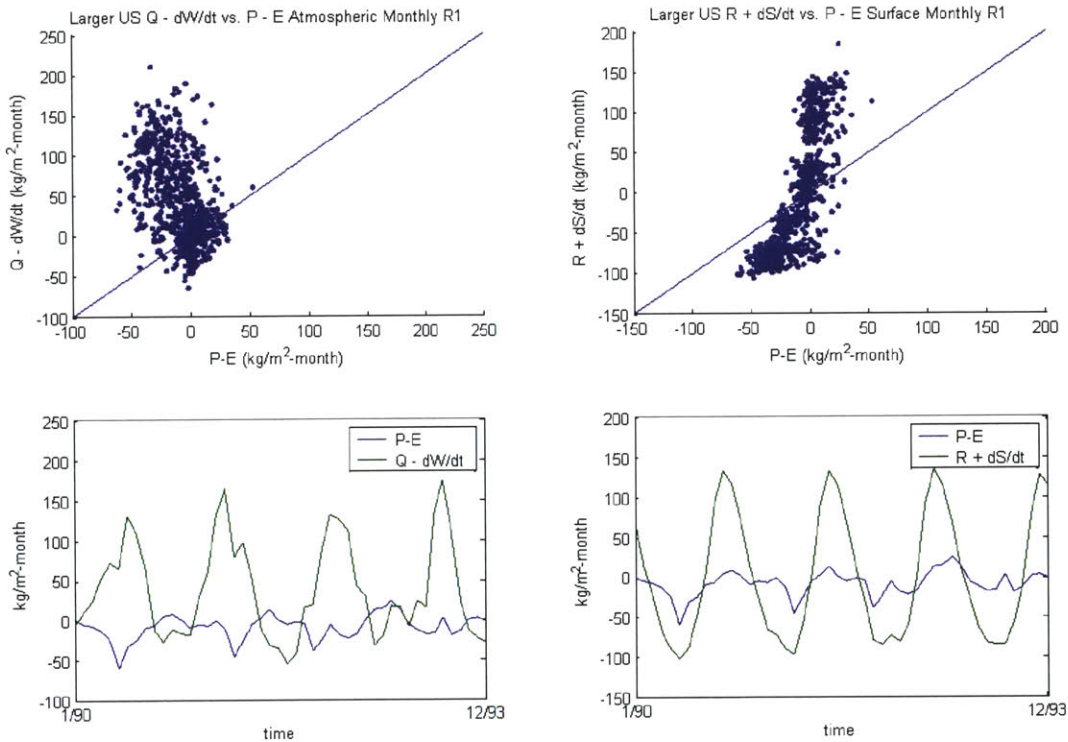 Larger US Q - dW/dt vs. P - E Atmospheric Monthly R1
250
200
150
100
50
0
-50
-100
Q - dW/dt (kg/m²-month)
-100 -50 0 50 100 150 200 250
P-E (kg/m²-month)
Larger US R + dS/dt vs. P - E Surface Monthly R1
200
150
100
50
0
-50
-100
-150
R + dS/dt (kg/m²-month)
-150 -100 -50 0 50 100 150 200
P-E (kg/m²-month)
250
200
150
100
50
0
-50
-100
kg/m²-month
P-E
Q - dW/dt
1/90 12/93
time
200
150
100
50
0
-50
-100
-150
kg/m²-month
P-E
R + dS/dt
1/90 12/93
time